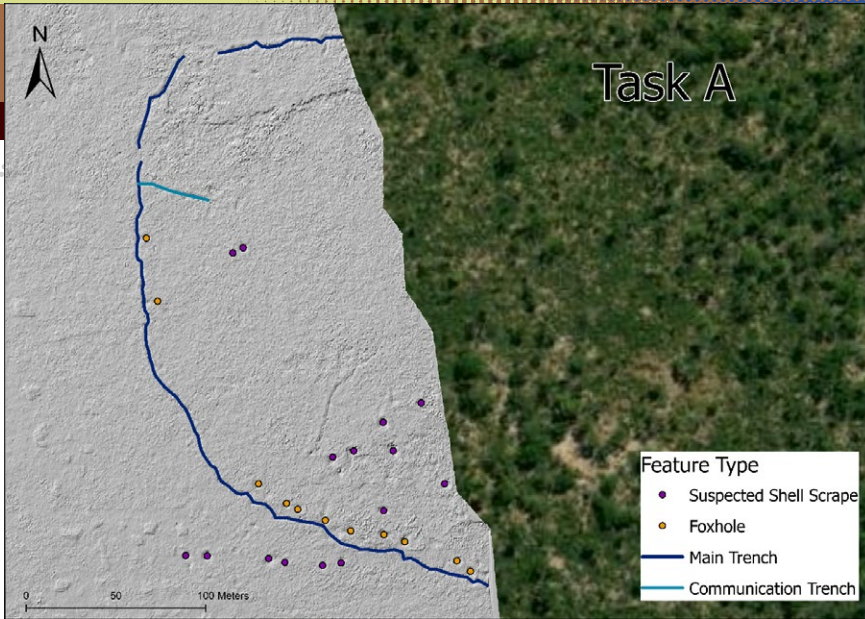 N
Task A
Feature Type
Suspected Shell Scrape
Foxhole
Main Trench
Communication Trench
0 50 100 Meters